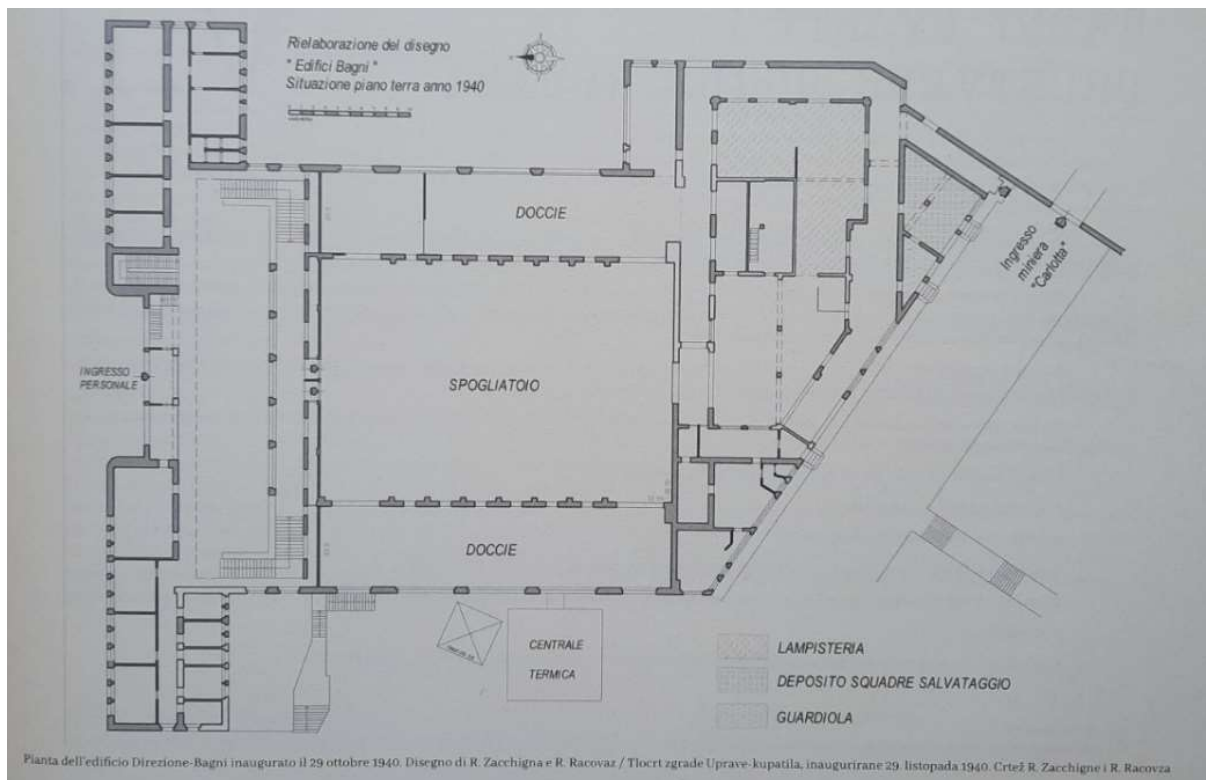 Rielaborazione del disegno
" Edifici Bagni "
Situazione piano terra anno 1940
DOCCIE
Ingresso
miniera
"Carlotta"
INGRESSO
PERSONALE
SPOGLIATOIO
DOCCIE
CENTRALE
TERMICA
LAMPISTERIA
DEPOSITO SQUADRE SALVATAGGIO
GUARDIOLA
Pianta dell'edificio Direzione-Bagni inaugurato il 29 ottobre 1940. Disegno di R. Zacchigna e R. Racovaz / Tlocrt zgrade Uprave-kupatila, inaugurirane 29. listopada 1940. Crtež R. Zacchigne i R. Racovza